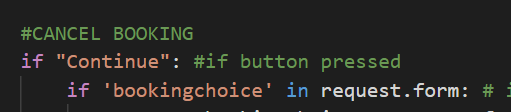 #CANCEL BOOKING
if "Continue": #if button pressed
if 'bookingchoice' in request.form: #